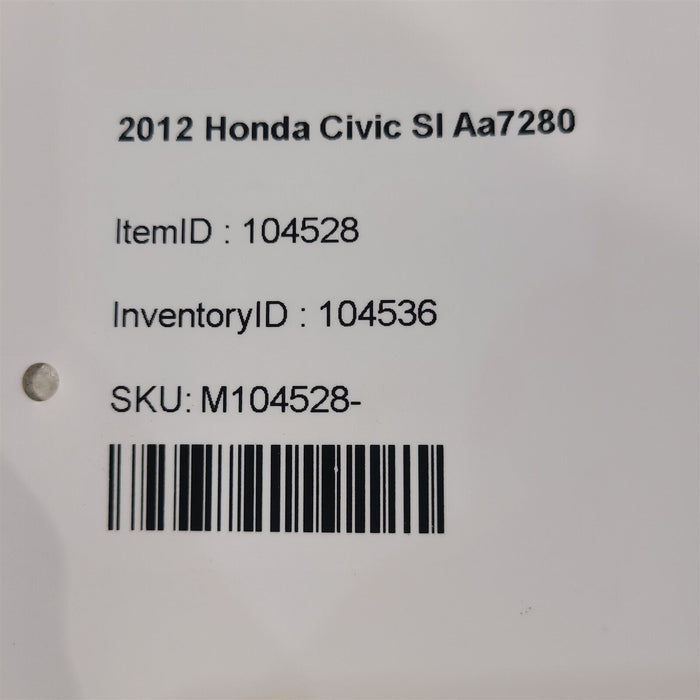 2012 Honda Civic SI Aa7280
ItemID : 104528
InventoryID : 104536
SKU: M104528-